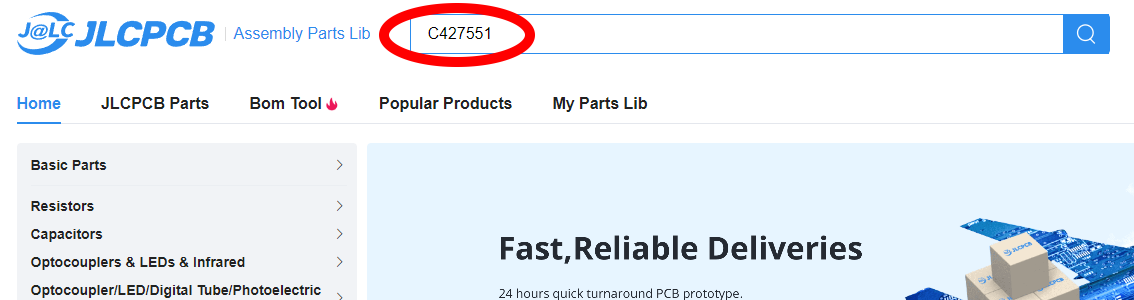 J@LC JLCPCB Assembly Parts Lib C427551
Home JLCPCB Parts Bom Tool Popular Products My Parts Lib
Basic Parts
Resistors
Capacitors
Optocouplers & LEDs & Infrared
Optocoupler/LED/Digital Tube/Photoelectric
Fast,Reliable Deliveries
24 hours quick turnaround PCB prototype.
JLCPCB